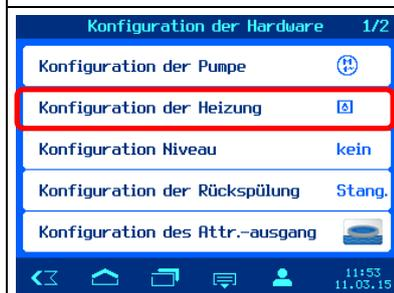 Konfiguration der Hardware 1/2
Konfiguration der Pumpe
Konfiguration der Heizung
Konfiguration Niveau kein
Konfiguration der Rückspülung Stang.
Konfiguration des Attr.-ausgang
11:53
11.03.15